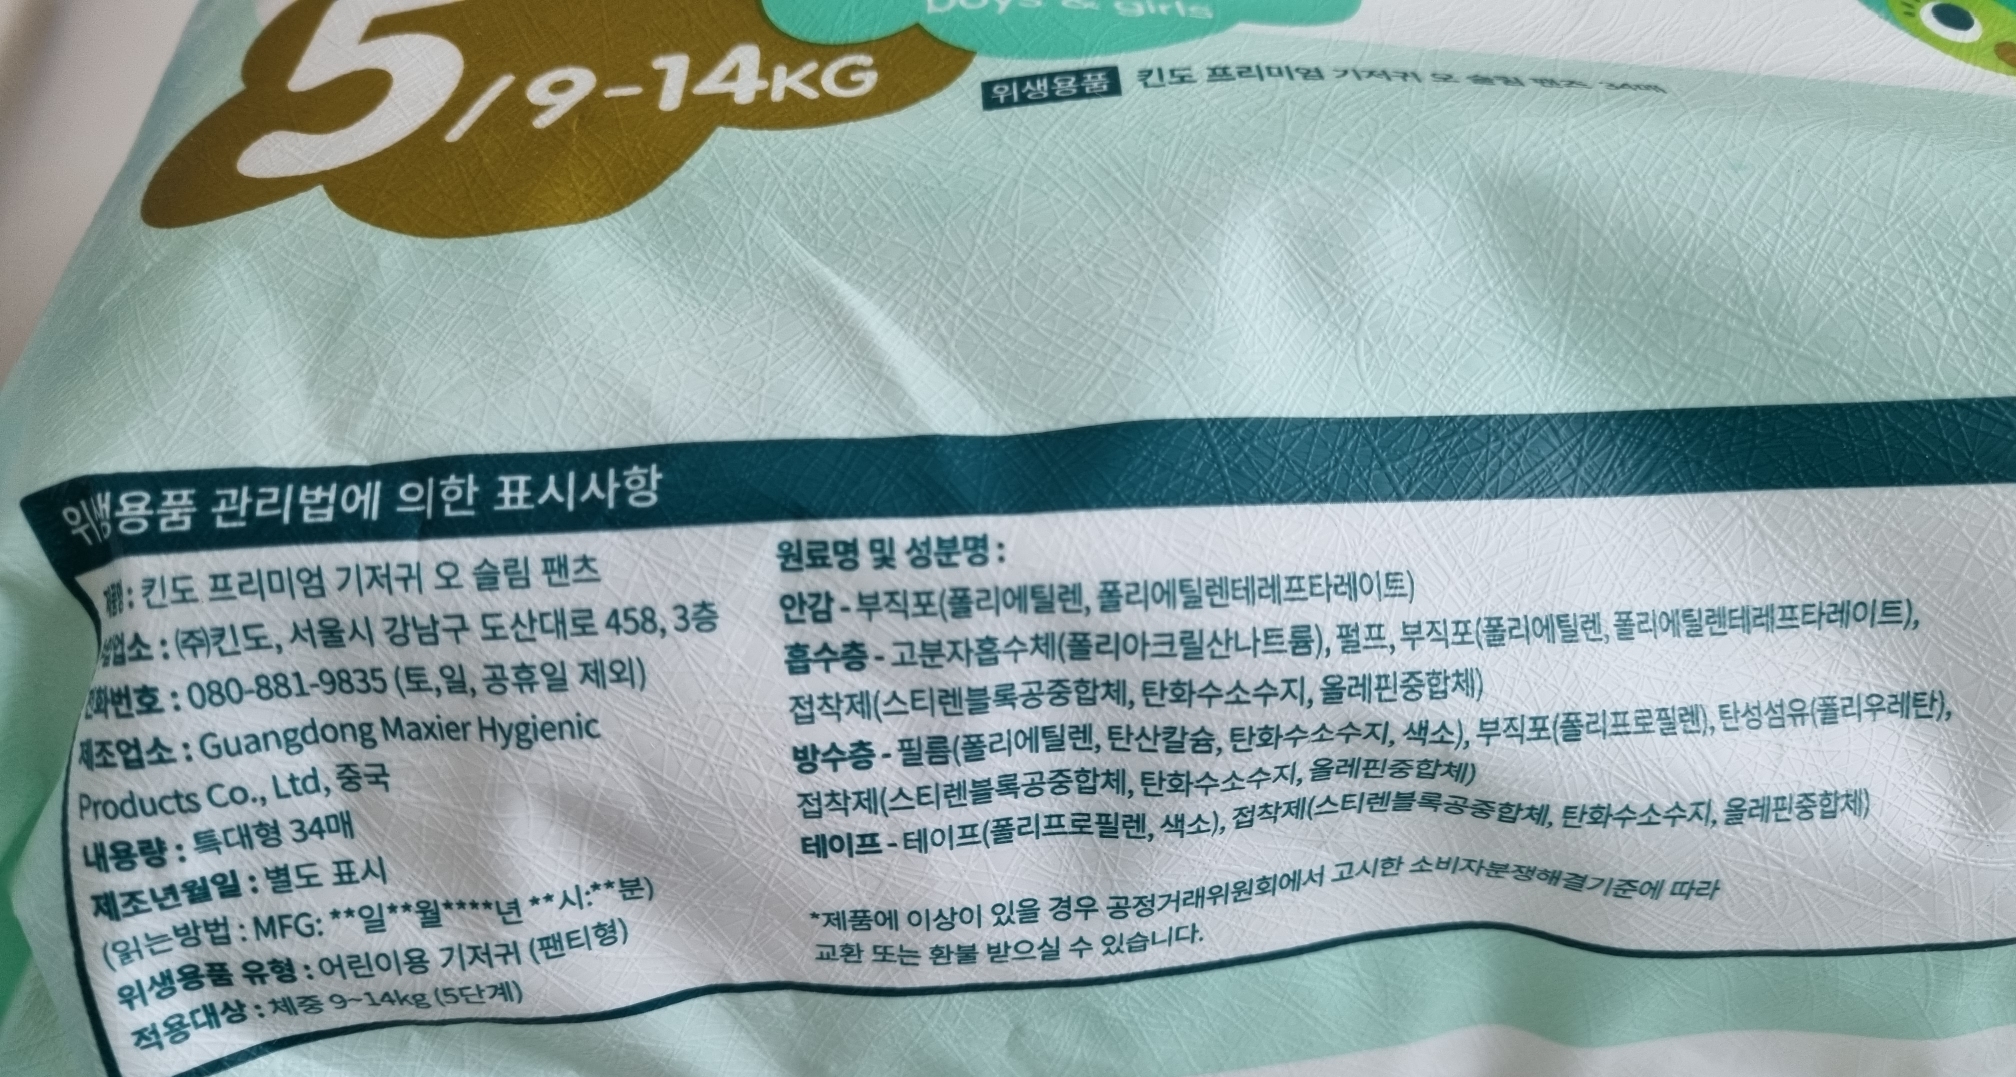 boys & girls
5/9-14KG
위생용품 킨도 프리미엄 기저귀 오 슬림 팬츠 34매
위생용품 관리법에 의한 표시사항
제품명 : 킨도 프리미엄 기저귀 오 슬림 팬츠
업소 : ㈜킨도, 서울시 강남구 도산대로 458, 3층
전화번호 : 080-881-9835 (토,일, 공휴일 제외)
제조업소 : Guangdong Maxier Hygienic
Products Co., Ltd, 중국
내용량 : 특대형 34매
제조년월일 : 별도 표시
(읽는방법 : MFG: **일**월****년 **시:**분)
위생용품 유형 : 어린이용 기저귀 (팬티형)
적용대상 : 체중 9~14kg (5단계)
원료명 및 성분명 :
안감 - 부직포(폴리에틸렌, 폴리에틸렌테레프타레이트)
흡수층 - 고분자흡수체(폴리아크릴산나트륨), 펄프, 부직포(폴리에틸렌, 폴리에틸렌테레프타레이트),
접착제(스티렌블록공중합체, 탄화수소수지, 올레핀중합체)
방수층 - 필름(폴리에틸렌, 탄산칼슘, 탄화수소수지, 색소), 부직포(폴리프로필렌), 탄성섬유(폴리우레탄),
접착제(스티렌블록공중합체, 탄화수소수지, 올레핀중합체)
테이프 - 테이프(폴리프로필렌, 색소), 접착제(스티렌블록공중합체, 탄화수소수지, 올레핀중합체)
*제품에 이상이 있을 경우 공정거래위원회에서 고시한 소비자분쟁해결기준에 따라
교환 또는 환불 받으실 수 있습니다.